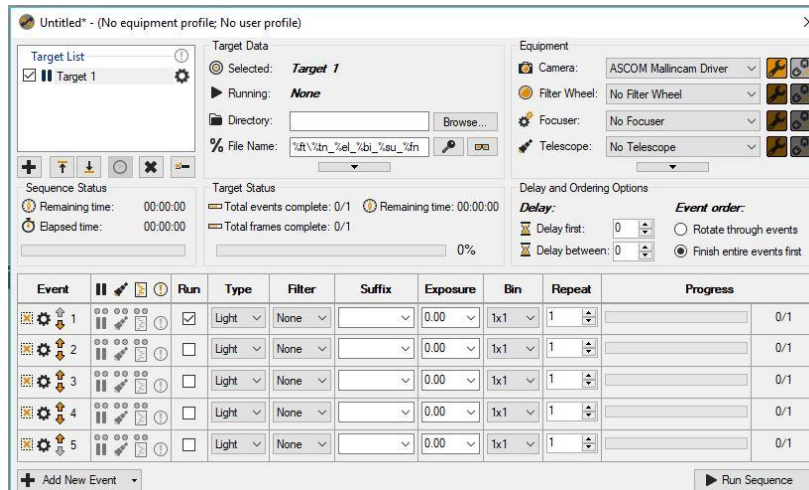 Untitled* - (No equipment profile; No user profile)
Target List
Target 1
Target Data
Selected: Target 1
Running: None
Directory: Browse...
File Name: %ft\%tn_%el_%bi_%su_%fn
Equipment
Camera: ASCOM Mallincam Driver
Filter Wheel: No Filter Wheel
Focuser: No Focuser
Telescope: No Telescope
Sequence Status
Remaining time: 00:00:00
Elapsed time: 00:00:00
Target Status
Total events complete: 0/1 Remaining time: 00:00:00
Total frames complete: 0/1
0%
Delay and Ordering Options
Delay: Event order:
Delay first: 0 Rotate through events
Delay between: 0 Finish entire events first
Event Run Type Filter Suffix Exposure Bin Repeat Progress
1 Light None 0.00 1x1 1 0/1
2 Light None 0.00 1x1 1 0/1
3 Light None 0.00 1x1 1 0/1
4 Light None 0.00 1x1 1 0/1
5 Light None 0.00 1x1 1 0/1
Add New Event Run Sequence